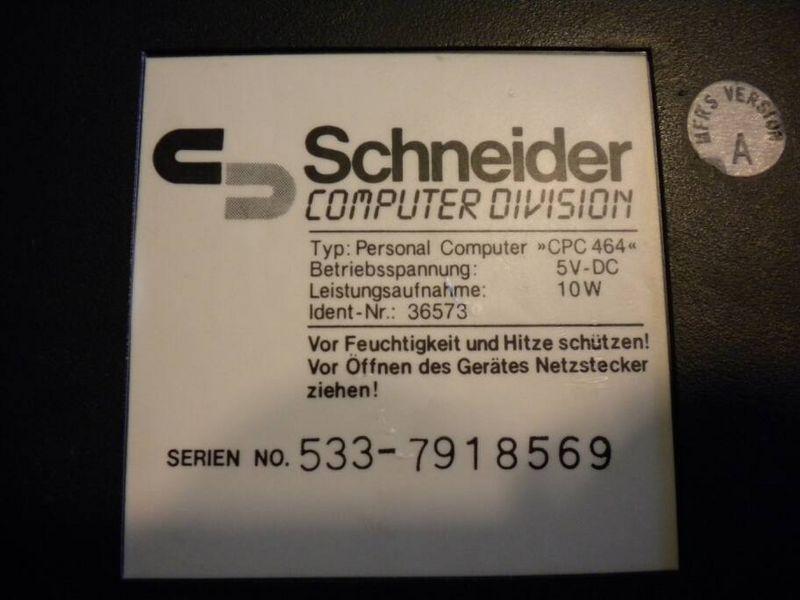 Schneider
COMPUTER DIVISION
Typ: Personal Computer »CPC 464«
Betriebsspannung: 5V-DC
Leistungsaufnahme: 10W
Ident-Nr.: 36573
Vor Feuchtigkeit und Hitze schützen!
Vor Öffnen des Gerätes Netzstecker
ziehen!
SERIEN NO. 533-7918569
MFR'S VERSION
A